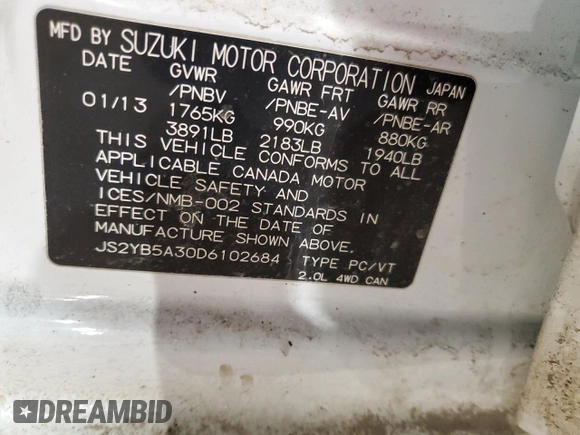 MFD BY SUZUKI MOTOR CORPORATION JAPAN
DATE GVWR GAWR FRT GAWR RR
/PNBV /PNBE-AV /PNBE-AR
01/13 1765KG 990KG 880KG
3891LB 2183LB 1940LB
THIS VEHICLE CONFORMS TO ALL
APPLICABLE CANADA MOTOR
VEHICLE SAFETY AND
ICES/NMB-002 STANDARDS IN
EFFECT ON THE DATE OF
MANUFACTURE SHOWN ABOVE.
JS2YB5A30D6102684 TYPE PC/VT
2.0L 4WD CAN
DREAMBID